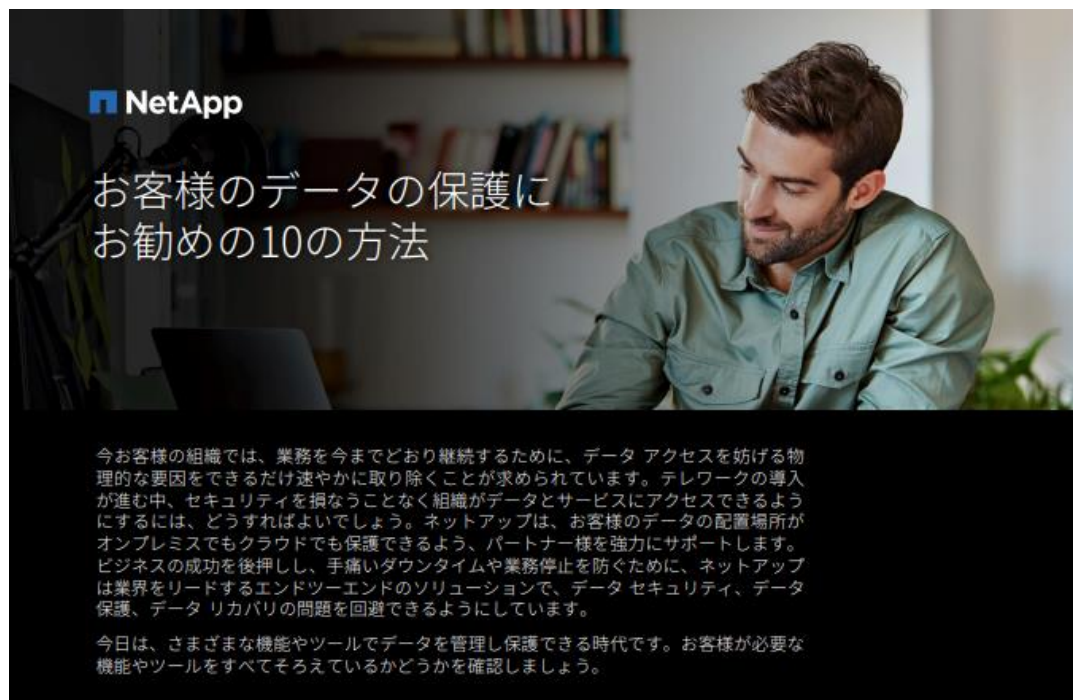 NetApp
お客様のデータの保護に
お勧めの10の方法
今お客様の組織では、業務を今までどおり継続するために、データ アクセスを妨げる物
理的な要因をできるだけ速やかに取り除くことが求められています。テレワークの導入
が進む中、セキュリティを損なうことなく組織がデータとサービスにアクセスできるよう
にするには、どうすればよいでしょう。ネットアップは、お客様のデータの配置場所が
オンプレミスでもクラウドでも保護できるよう、パートナー様を強力にサポートします。
ビジネスの成功を後押しし、手痛いダウンタイムや業務停止を防ぐために、ネットアップ
は業界をリードするエンドツーエンドのソリューションで、データ セキュリティ、データ
保護、データ リカバリの問題を回避できるようにしています。
今日は、さまざまな機能やツールでデータを管理し保護できる時代です。お客様が必要な
機能やツールをすべてそろえているかどうかを確認しましょう。